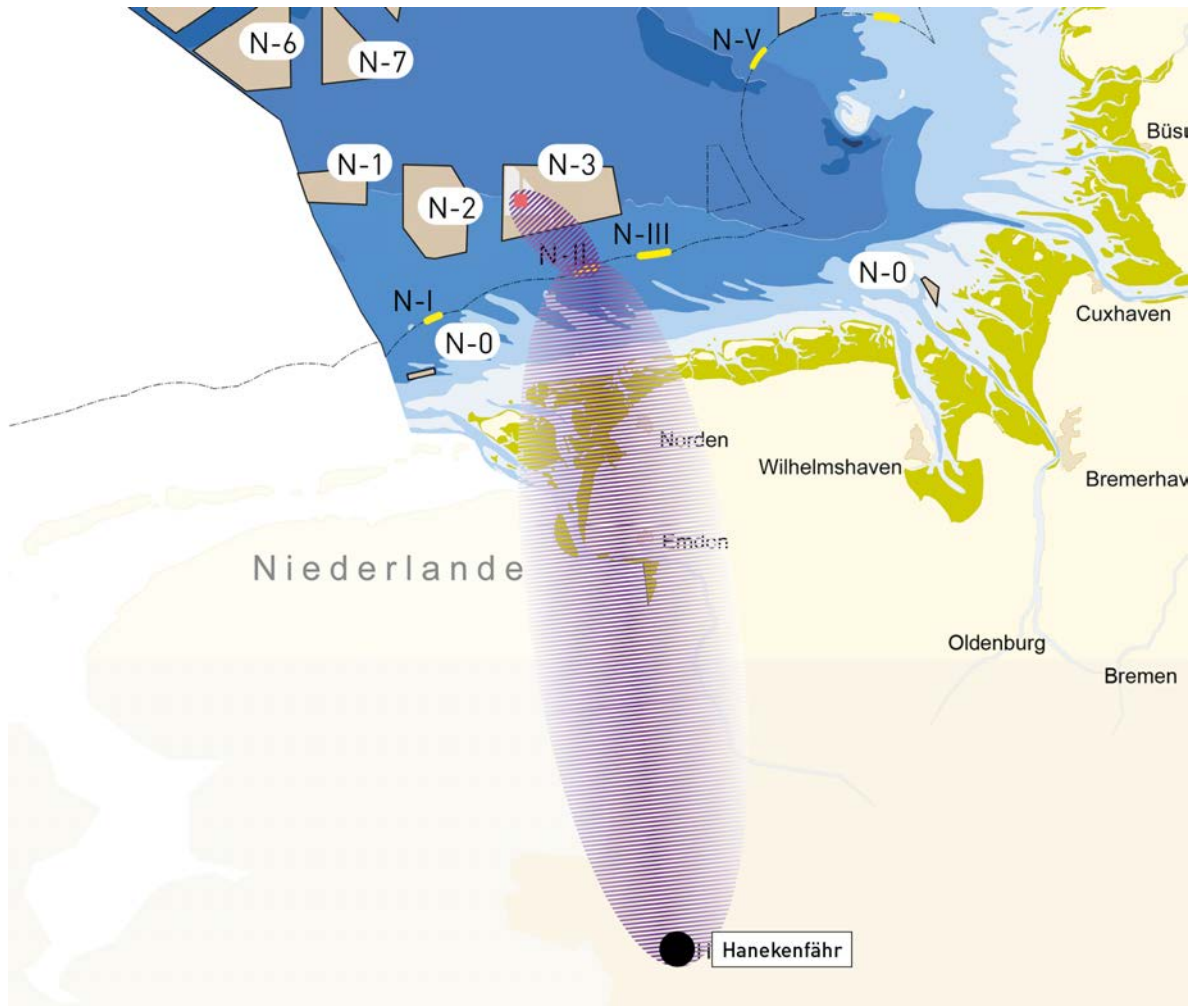 N-V
N-6
N-7
Büsu
N-1
N-3
N-2
N-III
N-II
N-0
N-I
Cuxhaven
N-0
Norden
Wilhelmshaven
Bremerhav
Emden
Niederlande
Oldenburg
Bremen
H
Hanekenfähr